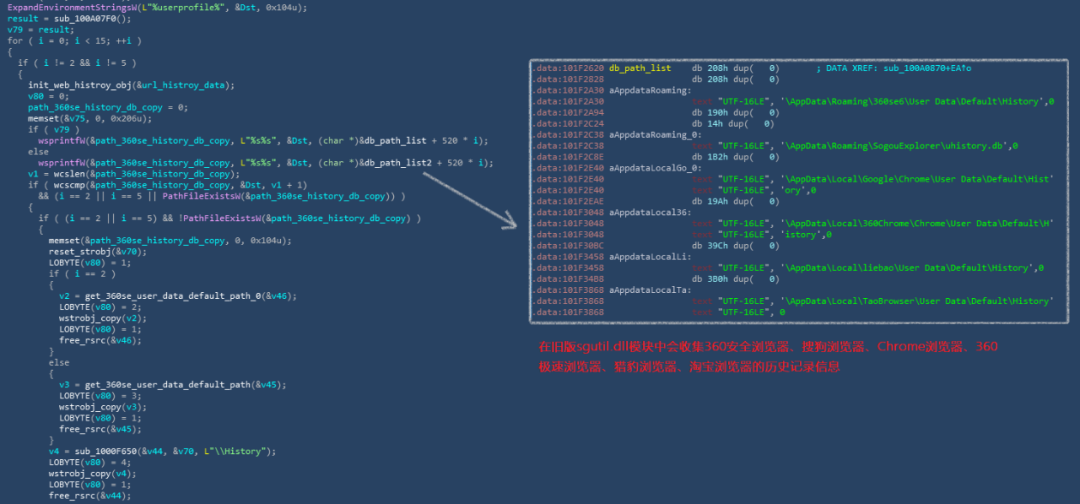 ExpandEnvironmentStringsW(L"%userprofile%", &Dst, 0x104u);
result = sub_100A07F0();
v79 = result;
for ( i = 0; i < 15; ++i )
{
if ( i != 2 && i != 5 )
{
init_web_histroy_obj(&url_histroy_data);
v80 = 0;
path_360se_history_db_copy = 0;
memset(&v75, 0, 0x206u);
if ( v79 )
wsprintfW(&path_360se_history_db_copy, L"%s%s", &Dst, (char *)&db_path_list + 520 * i);
else
wsprintfW(&path_360se_history_db_copy, L"%s%s", &Dst, (char *)&db_path_list2 + 520 * i);
v1 = wcslen(&path_360se_history_db_copy);
if ( wcscmp(&path_360se_history_db_copy, &Dst, v1 + 1)
&& (i == 2 || i == 5 || PathFileExistsW(&path_360se_history_db_copy)) )
{
if ( (i == 2 || i == 5) && !PathFileExistsW(&path_360se_history_db_copy) )
{
memset(&path_360se_history_db_copy, 0, 0x104u);
reset_strobj(&v70);
LOBYTE(v80) = 1;
if ( i == 2 )
{
v2 = get_360se_user_data_default_path_0(&v46);
LOBYTE(v80) = 2;
wstrobj_copy(v2);
LOBYTE(v80) = 1;
free_rsrc(&v46);
}
else
{
v3 = get_360se_user_data_default_path(&v45);
LOBYTE(v80) = 3;
wstrobj_copy(v3);
LOBYTE(v80) = 1;
free_rsrc(&v45);
}
v4 = sub_1000F650(&v44, &v70, L"\\History");
LOBYTE(v80) = 4;
wstrobj_copy(v4);
LOBYTE(v80) = 1;
free_rsrc(&v44);
.data:101F2620 db_path_list db 208h dup( 0) ; DATA XREF: sub_100A0870+EA↑o
.data:101F2828 db 208h dup( 0)
.data:101F2A30 aAppdataRoaming:
.data:101F2A30 text "UTF-16LE", '\AppData\Roaming\360se6\User Data\Default\History',0
.data:101F2A94 db 190h dup( 0)
.data:101F2C24 db 14h dup( 0)
.data:101F2C38 aAppdataRoaming_0:
.data:101F2C38 text "UTF-16LE", '\AppData\Roaming\SogouExplorer\uhistory.db',0
.data:101F2C8E db 1B2h dup( 0)
.data:101F2E40 aAppdataLocalGo_0:
.data:101F2E40 text "UTF-16LE", '\AppData\Local\Google\Chrome\User Data\Default\Hist'
.data:101F2E40 text "UTF-16LE", 'ory',0
.data:101F2EAE db 19Ah dup( 0)
.data:101F3048 aAppdataLocal36:
.data:101F3048 text "UTF-16LE", '\AppData\Local\360Chrome\Chrome\User Data\Default\H'
.data:101F3048 text "UTF-16LE", 'istory',0
.data:101F30BC db 39Ch dup( 0)
.data:101F3458 aAppdataLocalLi:
.data:101F3458 text "UTF-16LE", '\AppData\Local\liebao\User Data\Default\History',0
.data:101F34B8 db 3B0h dup( 0)
.data:101F3868 aAppdataLocalTa:
.data:101F3868 text "UTF-16LE", '\AppData\Local\TaoBrowser\User Data\Default\History'
.data:101F3868 text "UTF-16LE", 0
在旧版sgutil.dll模块中会收集360安全浏览器、搜狗浏览器、Chrome浏览器、360
极速浏览器、猎豹浏览器、淘宝浏览器的历史记录信息